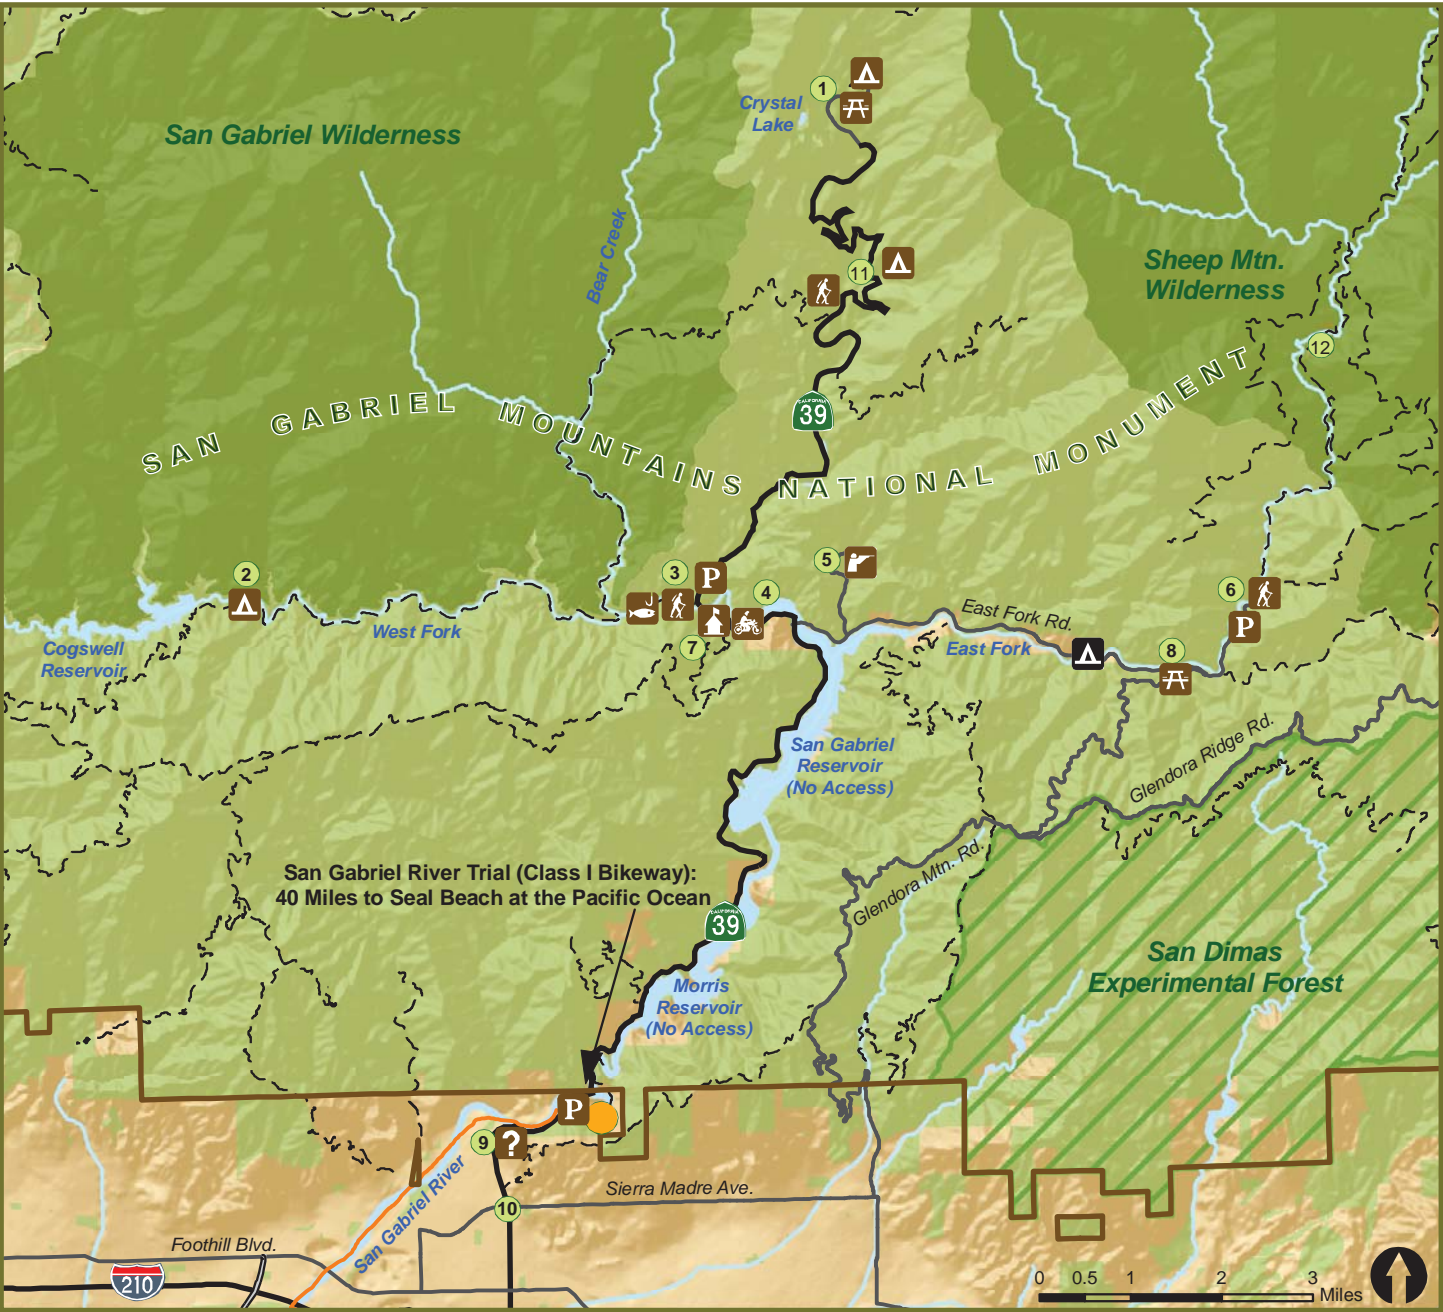 1
Crystal
Lake
San Gabriel Wilderness
Bear Creek
Sheep Mtn.
Wilderness
11
12
CALIFORNIA
39
SAN GABRIEL MOUNTAINS NATIONAL MONUMENT
2
3
P
4
5
6
P
7
8
West Fork
Cogswell
Reservoir
East Fork Rd.
East Fork
San Gabriel
Reservoir
(No Access)
Glendora Ridge Rd.
Glendora Mtn. Rd.
San Gabriel River Trial (Class I Bikeway):
40 Miles to Seal Beach at the Pacific Ocean
CALIFORNIA
39
San Dimas
Experimental Forest
Morris
Reservoir
(No Access)
P
9
?
San Gabriel River
Sierra Madre Ave.
10
Foothill Blvd.
210
0 0.5 1 2 3
Miles